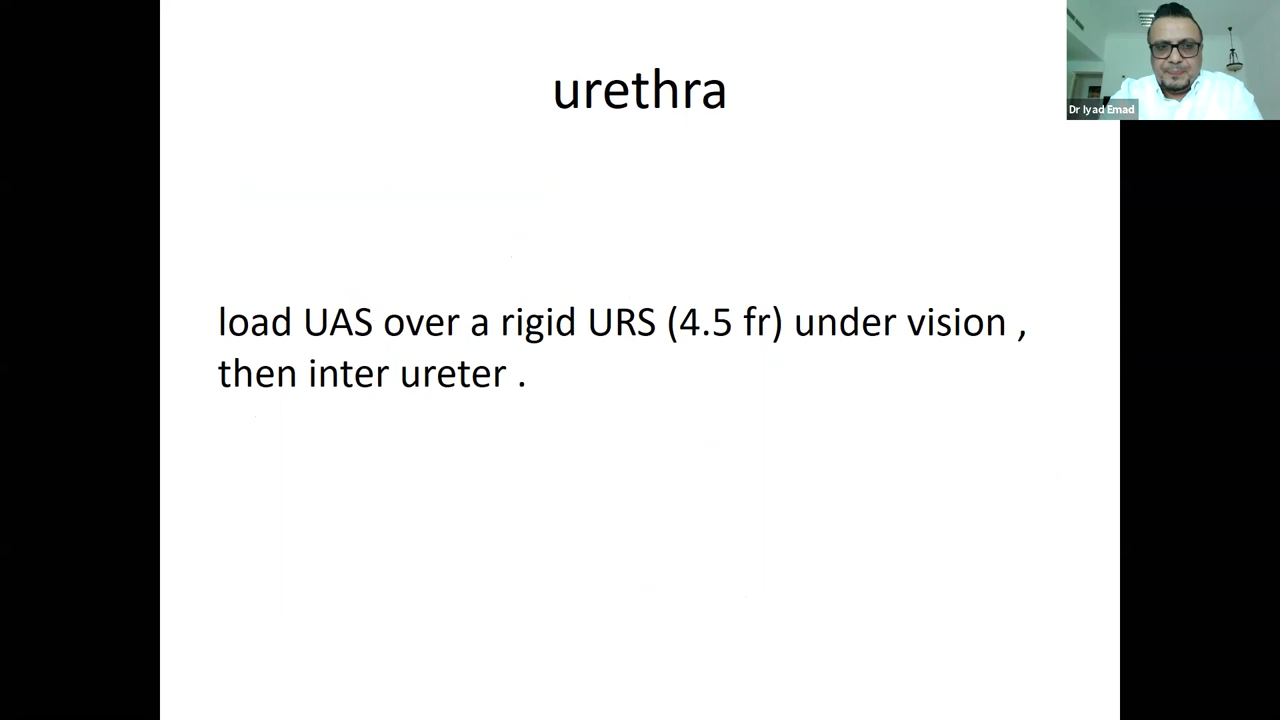 urethra
Dr Iyad Emad
load UAS over a rigid URS (4.5 fr) under vision ,
then inter ureter .